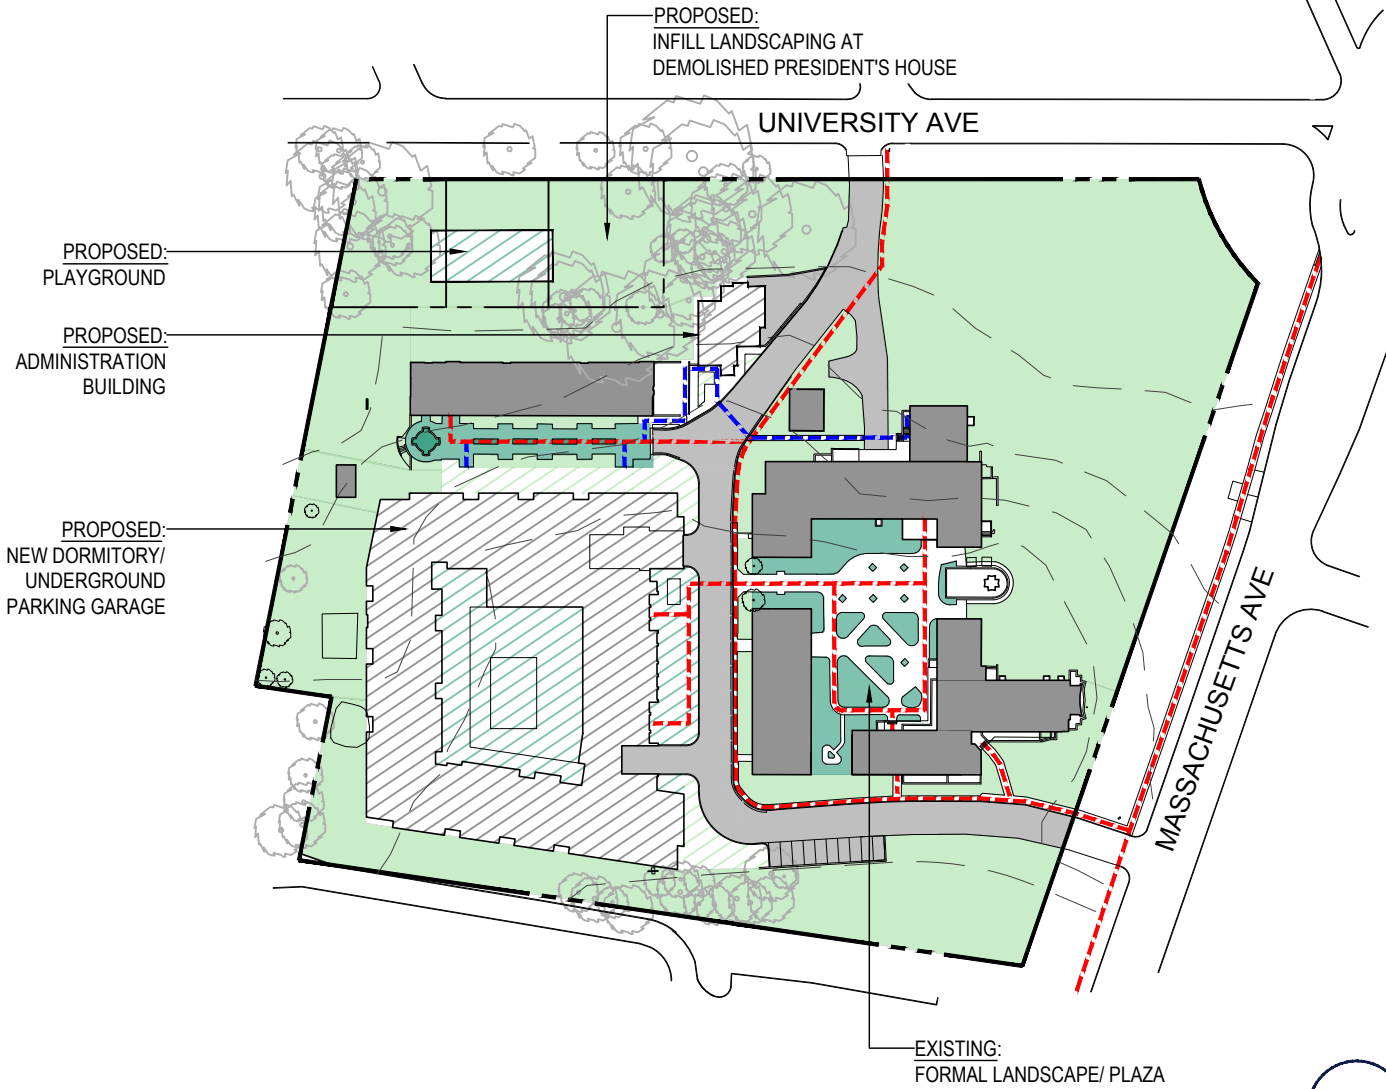 PROPOSED:
INFILL LANDSCAPING AT
DEMOLISHED PRESIDENT'S HOUSE
UNIVERSITY AVE
PROPOSED:
PLAYGROUND
PROPOSED:
ADMINISTRATION
BUILDING
PROPOSED:
NEW DORMITORY/
UNDERGROUND
PARKING GARAGE
MASSACHUSETTS AVE
EXISTING:
FORMAL LANDSCAPE/ PLAZA